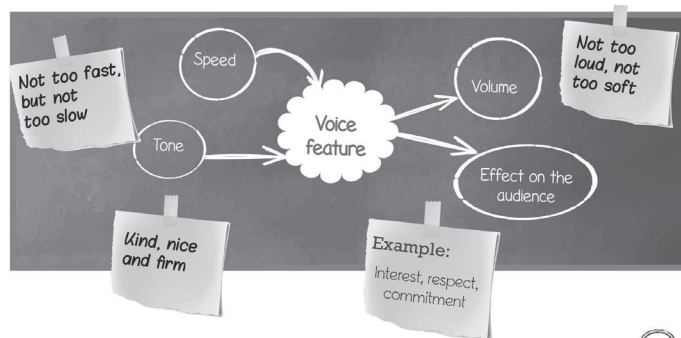 Not too fast,
but not
too slow
Speed
Tone
Voice
feature
Volume
Not too
loud, not
too soft
Effect on the
audience
Kind, nice
and firm
Example:
Interest, respect,
commitment